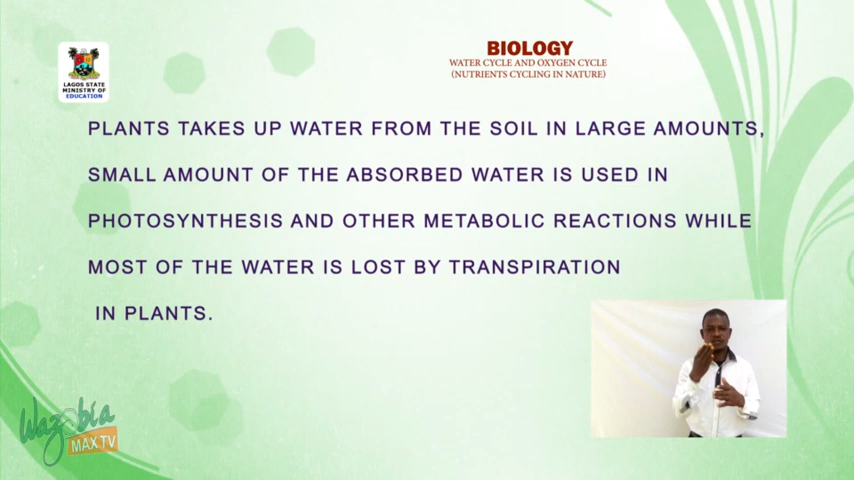 BIOLOGY
WATER CYCLE AND OXYGEN CYCLE
(NUTRIENTS CYCLING IN NATURE)
LAGOS STATE
MINISTRY OF
EDUCATION
PLANTS TAKES UP WATER FROM THE SOIL IN LARGE AMOUNTS,
SMALL AMOUNT OF THE ABSORBED WATER IS USED IN
PHOTOSYNTHESIS AND OTHER METABOLIC REACTIONS WHILE
MOST OF THE WATER IS LOST BY TRANSPIRATION
IN PLANTS.
Wazobia
MAX TV